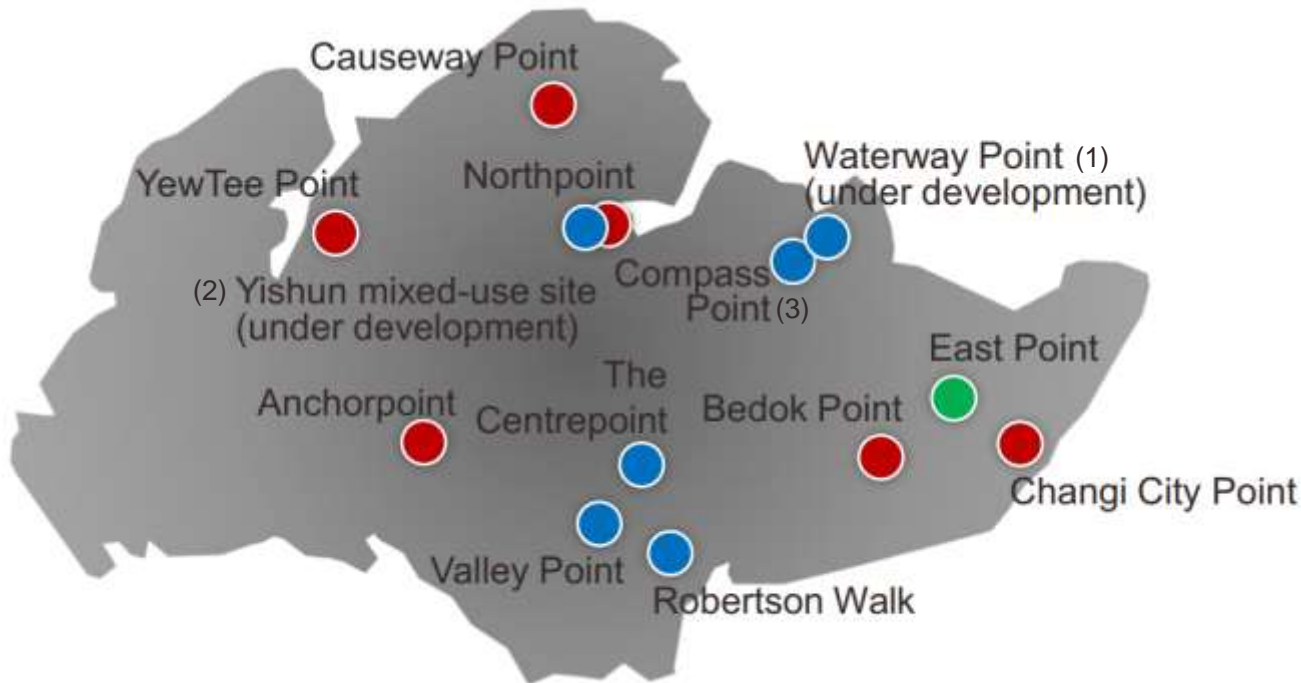 Causeway Point
Waterway Point (1)
(under development)
YewTee Point
Northpoint
Compass
Point (3)
(2) Yishun mixed-use site
(under development)
East Point
The
Centrepoint
Anchorpoint
Bedok Point
Changi City Point
Valley Point
Robertson Walk